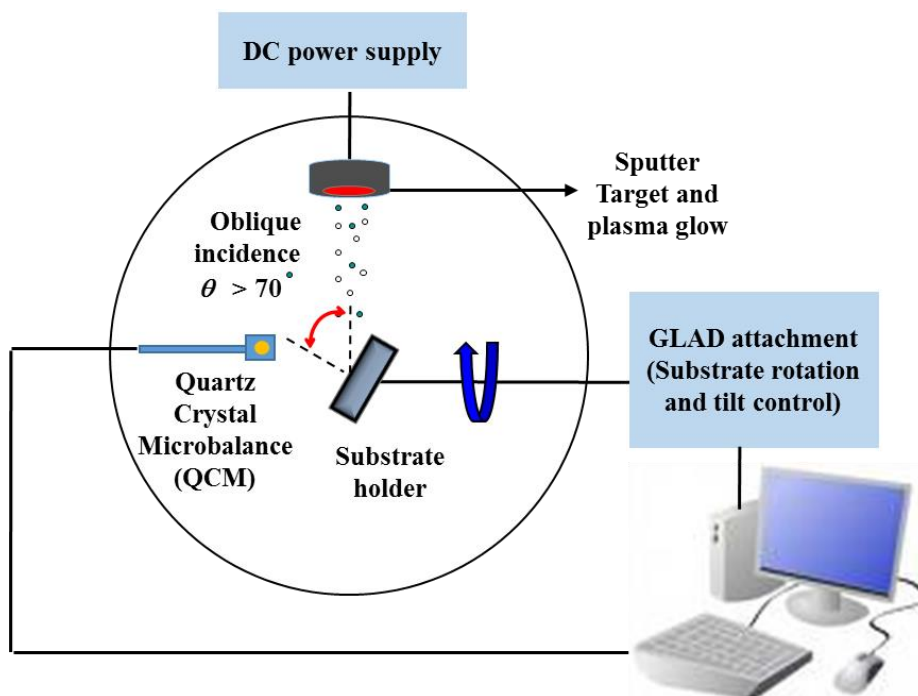 DC power supply
Sputter
Target and
plasma glow
Oblique
incidence
θ > 70°
GLAD attachment
(Substrate rotation
and tilt control)
Quartz
Crystal
Microbalance
(QCM)
Substrate
holder